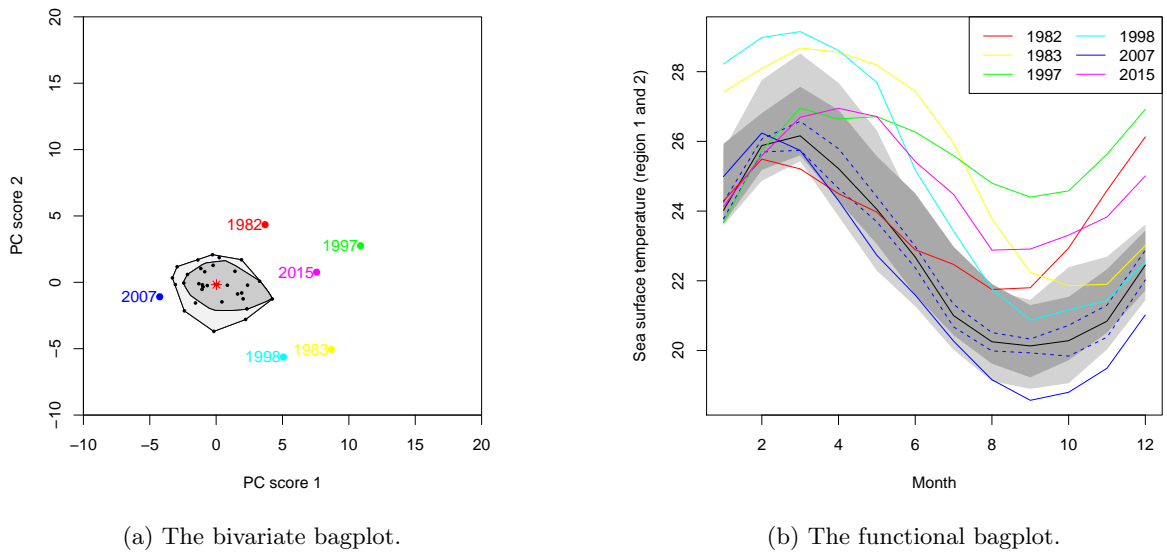 20
15
10
5
0
−5
−10
PC score 2
1982
1997
2015
2007
1998
1983
−10 −5 0 5 10 15 20
PC score 1
(a) The bivariate bagplot.
28
26
24
22
20
Sea surface temperature (region 1 and 2)
1982 1998
1983 2007
1997 2015
2 4 6 8 10 12
Month
(b) The functional bagplot.